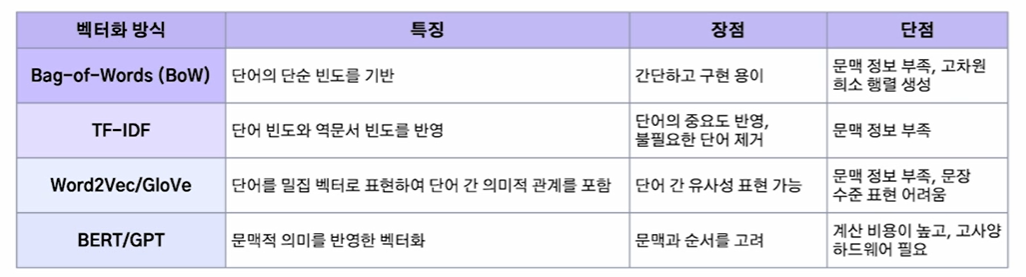 벡터화 방식 특징 장점 단점
Bag-of-Words (BoW) 단어의 단순 빈도를 기반 간단하고 구현 용이 문맥 정보 부족, 고차원
희소 행렬 생성
TF-IDF 단어 빈도와 역문서 빈도를 반영 단어의 중요도 반영,
불필요한 단어 제거 문맥 정보 부족
Word2Vec/GloVe 단어를 밀집 벡터로 표현하여 단어 간 의미적 관계를 포함 단어 간 유사성 표현 가능 문맥 정보 부족, 문장
수준 표현 어려움
BERT/GPT 문맥적 의미를 반영한 벡터화 문맥과 순서를 고려 계산 비용이 높고, 고사양
하드웨어 필요